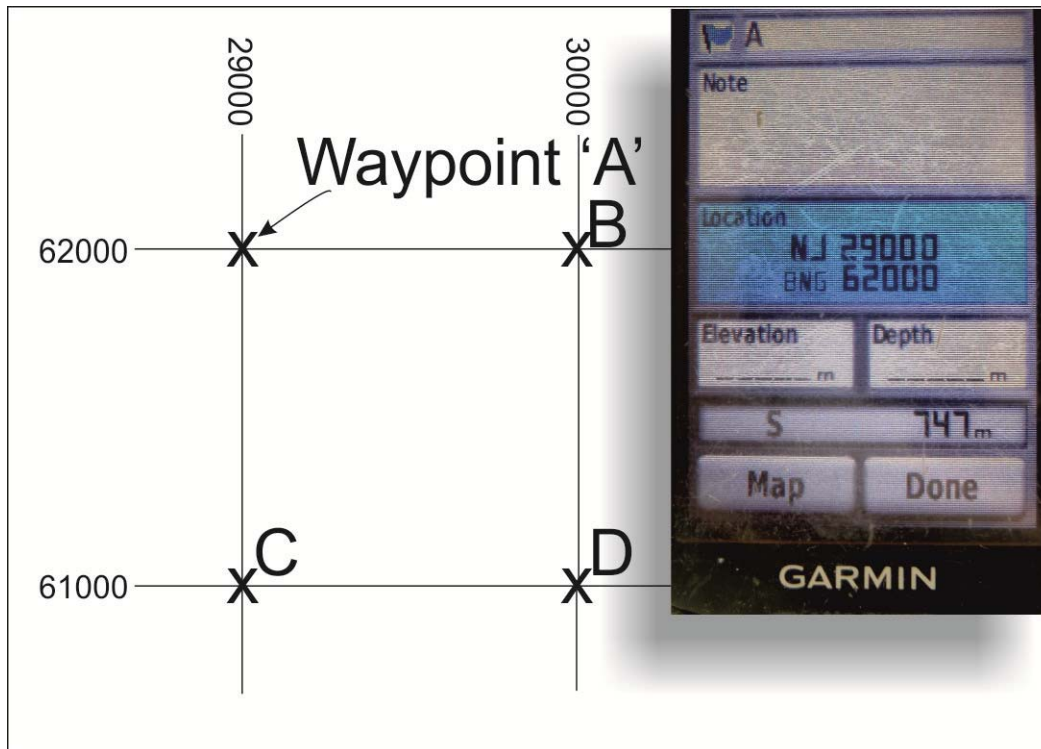 29000
30000
Waypoint ‘A’
B
62000
X
X
C
D
61000
X
X
A
Note
Location
NJ 29000
BNG 62000
Elevation
Depth
_ _ _ _ _ m
_ _ _ _ _ m
S 747m
Map
Done
GARMIN